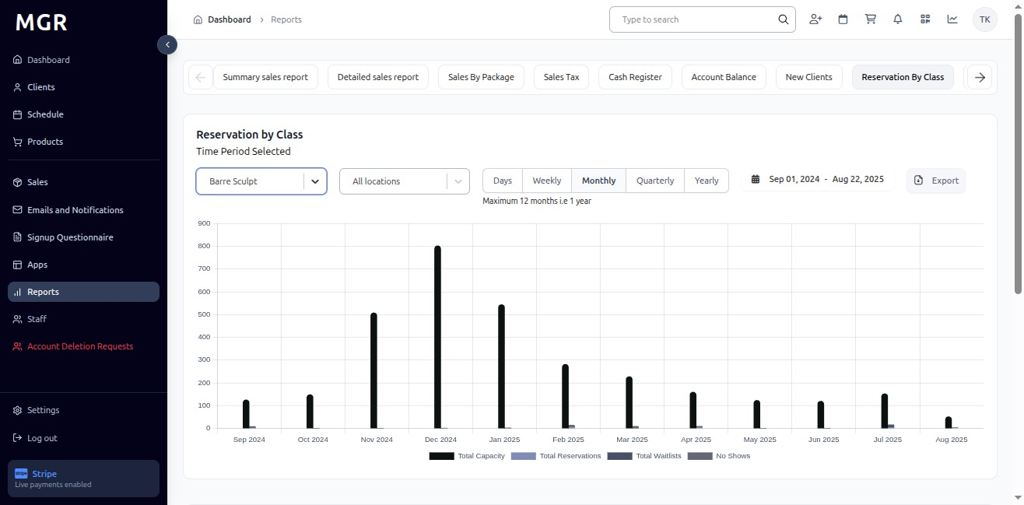 MGR
Dashboard
Clients
Schedule
Products
Sales
Emails and Notifications
Signup Questionnaire
Apps
Reports
Staff
Account Deletion Requests
Settings
Log out
Stripe
Live payments enabled
Dashboard > Reports
Type to search
TK
Summary sales report
Detailed sales report
Sales By Package
Sales Tax
Cash Register
Account Balance
New Clients
Reservation By Class
Reservation by Class
Time Period Selected
Barre Sculpt
All locations
Days
Weekly
Monthly
Quarterly
Yearly
Maximum 12 months i.e 1 year
Sep 01, 2024 - Aug 22, 2025
Export
900
800
700
600
500
400
300
200
100
0
Sep 2024 Oct 2024 Nov 2024 Dec 2024 Jan 2025 Feb 2025 Mar 2025 Apr 2025 May 2025 Jun 2025 Jul 2025 Aug 2025
Total Capacity Total Reservations Total Waitlists No Shows